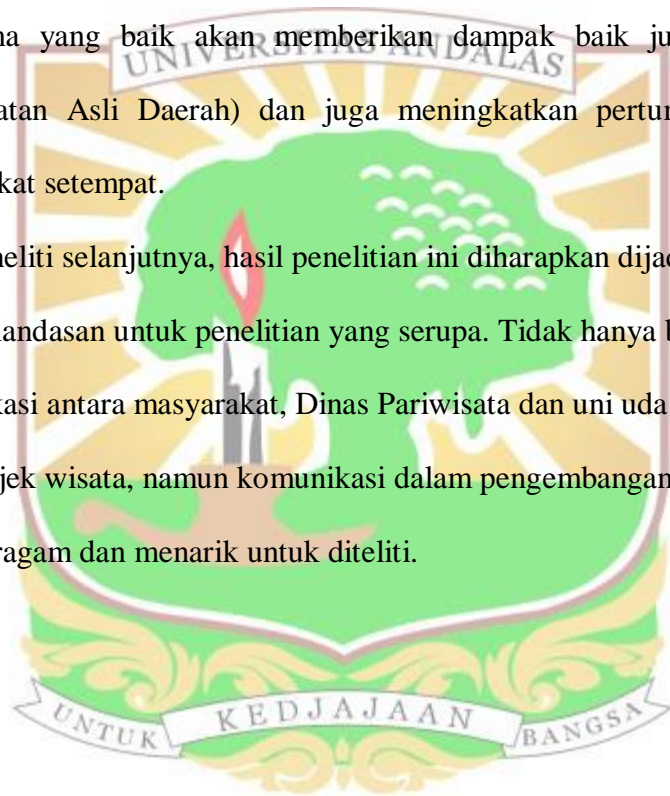 na yang baik akan memberikan dampak baik ju
UNIVERSITAS ANDALAS
atan Asli Daerah) dan juga meningkatkan pertu
kat setempat.
neliti selanjutnya, hasil penelitian ini diharapkan dija
andasan untuk penelitian yang serupa. Tidak hanya b
kasi antara masyarakat, Dinas Pariwisata dan uni uda
jek wisata, namun komunikasi dalam pengembangan
ragam dan menarik untuk diteliti.
UNTUK KEDJAJAAN BANGSA